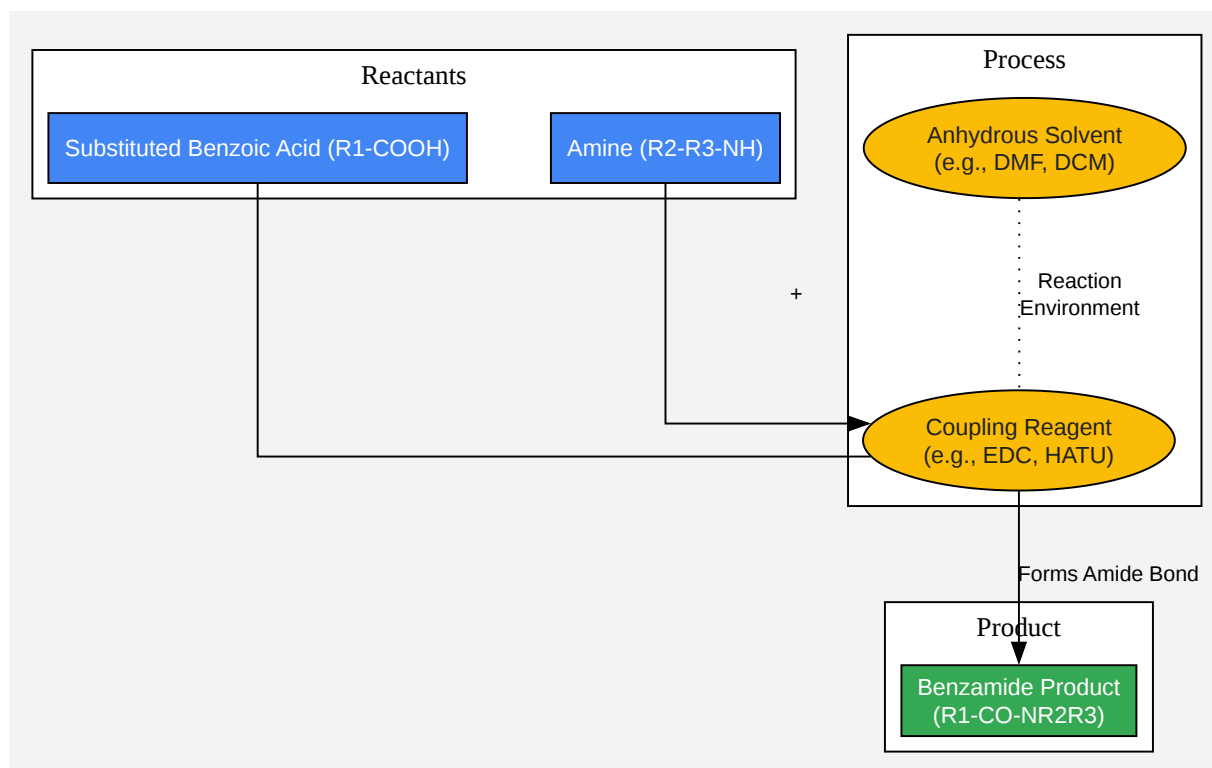 Reactants
Substituted Benzoic Acid (R1-COOH)
Amine (R2-R3-NH)
Process
Anhydrous Solvent
(e.g., DMF, DCM)
+
Reaction
Environment
Coupling Reagent
(e.g., EDC, HATU)
Forms Amide Bond
Product
Benzamide Product
(R1-CO-NR2R3)